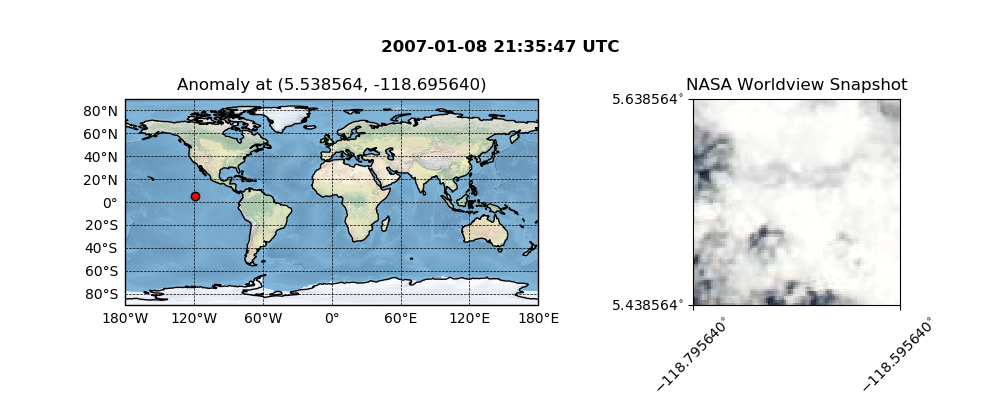 2007-01-08 21:35:47 UTC
Anomaly at (5.538564, -118.695640)
80°N
60°N
40°N
20°N
0°
20°S
40°S
60°S
80°S
180°W 120°W 60°W 0° 60°E 120°E 180°E
NASA Worldview Snapshot
5.638564°
5.438564°
−118.795640°
−118.595640°